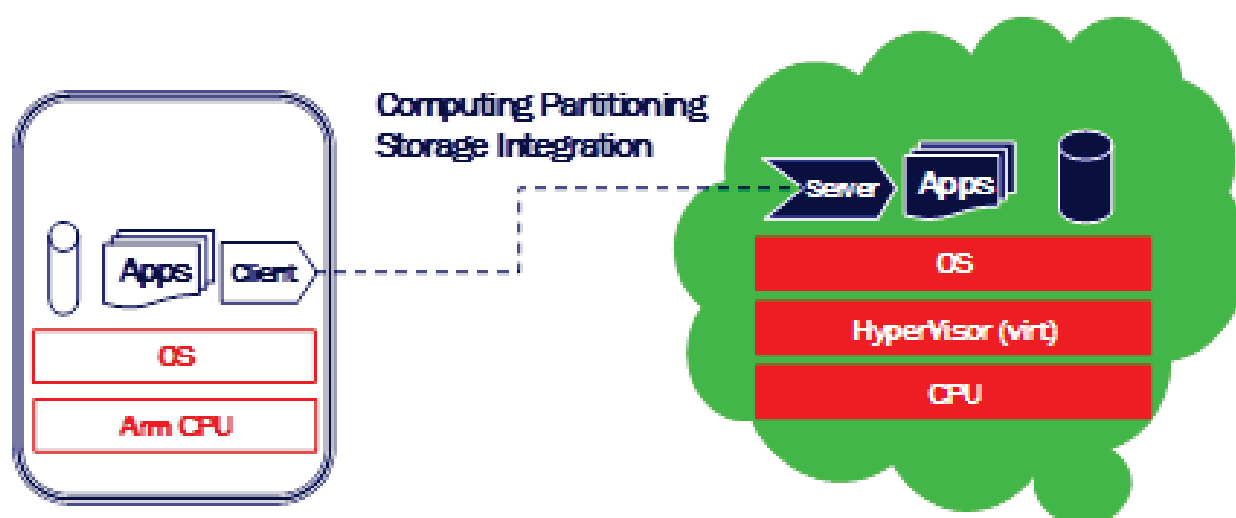 Computing Partitioning
Storage Integration
Apps
Client
OS
Arm CPU
Server
Apps
OS
HyperVisor (virt)
CPU